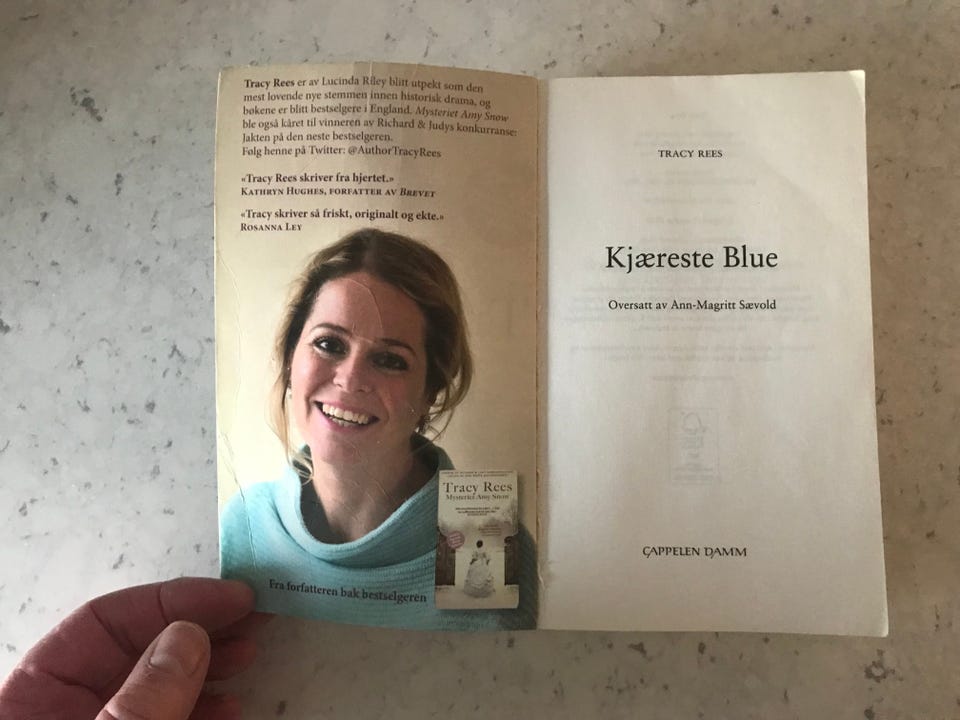 Tracy Rees er av Lucinda Riley blitt utpekt som den
mest lovende nye stemmen innen historisk drama, og
bøkene er blitt bestselgere i England. Mysteriet Amy Snow
ble også kåret til vinneren av Richard & Judys konkurranse:
Jakten på den neste bestselgeren.
Følg henne på Twitter: @AuthorTracyRees
«Tracy Rees skriver fra hjertet.»
KATHRYN HUGHES, FORFATTER AV BREVET
«Tracy skriver så friskt, originalt og ekte.»
ROSANNA LEY
Tracy Rees
Mysteriet Amy Snow
Fra forfatteren bak bestselgeren
TRACY REES
Kjæreste Blue
Oversatt av Ann-Magritt Sævold
CAPPELEN DAMM